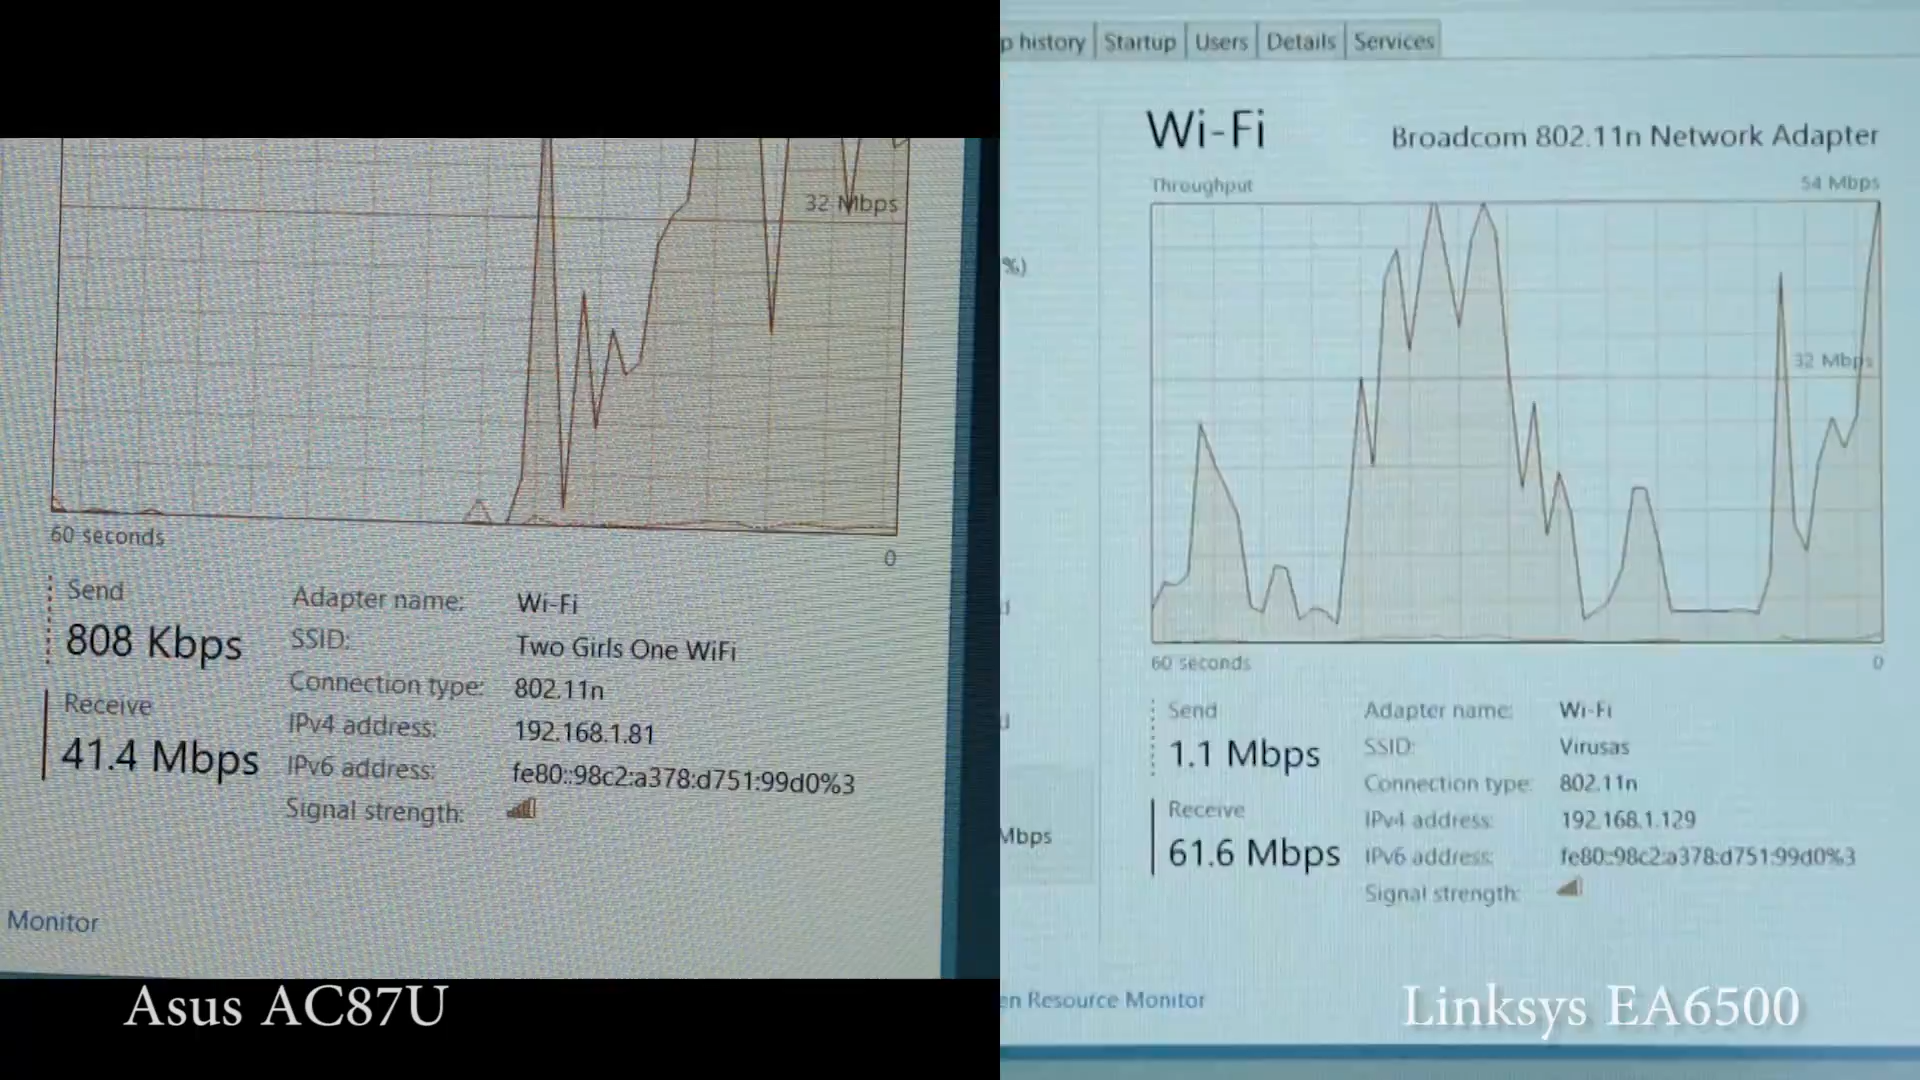 32 Mbps
60 seconds
0
Send
808 Kbps
Receive
41.4 Mbps
Adapter name: Wi-Fi
SSID: Two Girls One WiFi
Connection type: 802.11n
IPv4 address: 192.168.1.81
IPv6 address: fe80::98c2:a378:d751:99d0%3
Signal strength:
Monitor
Asus AC87U
p history Startup Users Details Services
Wi-Fi
Broadcom 802.11n Network Adapter
Throughput
54 Mbps
%)
32 Mbps
60 seconds
0
Send
1.1 Mbps
Receive
61.6 Mbps
Adapter name: Wi-Fi
SSID: Virusas
Connection type: 802.11n
IPv4 address: 192.168.1.129
IPv6 address: fe80::98c2:a378:d751:99d0%3
Signal strength:
Mbps
en Resource Monitor
Linksys EA6500